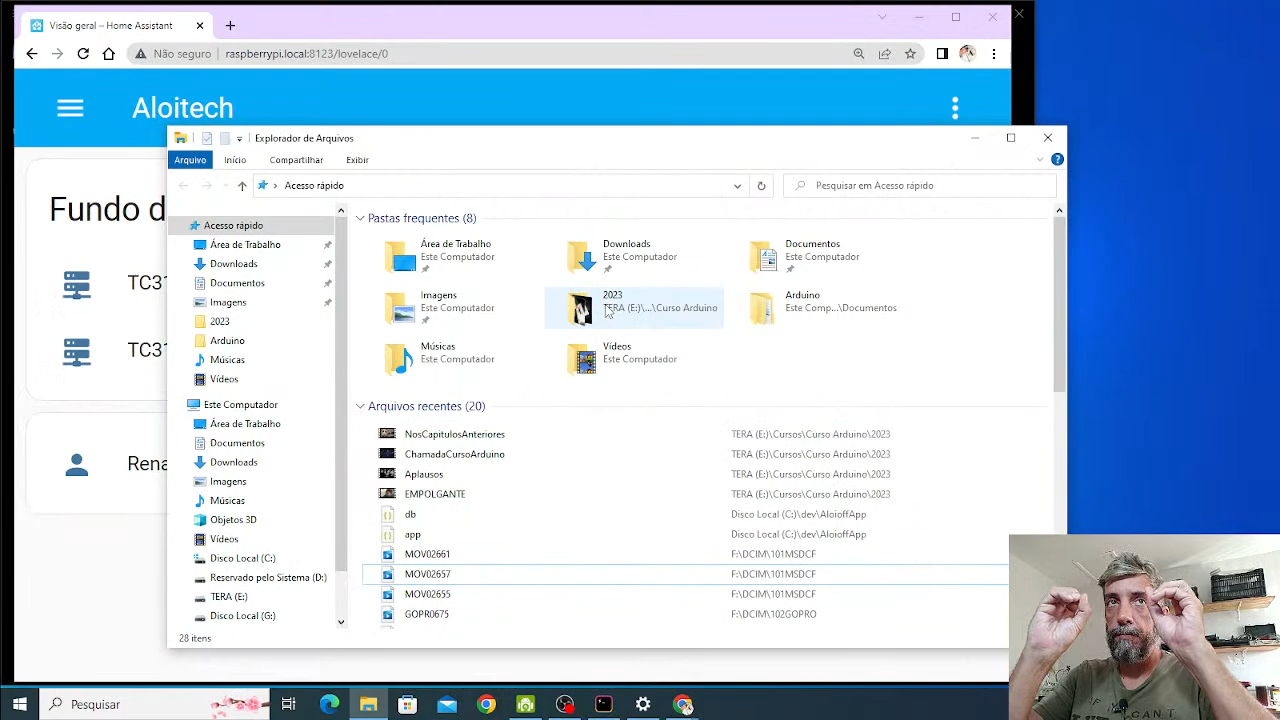 Visão geral – Home Assistant
Não seguro
raspberrypi.local:8123/lovelace/0
Aloitech
Fundo d
TC31
TC31
Rena
Explorador de Arquivos
Arquivo
Início
Compartilhar
Exibir
Acesso rápido
Pesquisar em Acesso rápido
Acesso rápido
Área de Trabalho
Downloads
Documentos
Imagens
2023
Arduino
Músicas
Vídeos
Este Computador
Área de Trabalho
Documentos
Downloads
Imagens
Músicas
Objetos 3D
Vídeos
Disco Local (C:)
Reservado pelo Sistema (D:)
TERA (E:)
Disco Local (G:)
Pastas frequentes (8)
Área de Trabalho
Este Computador
Downloads
Este Computador
Documentos
Este Computador
Imagens
Este Computador
2023
TERA (E:)\...\Curso Arduino
Arduino
Este Comp...\Documentos
Músicas
Este Computador
Vídeos
Este Computador
Arquivos recentes (20)
NosCapitulosAnteriores TERA (E:)\Cursos\Curso Arduino\2023
ChamadaCursoArduino TERA (E:)\Cursos\Curso Arduino\2023
Aplausos TERA (E:)\Cursos\Curso Arduino\2023
EMPOLGANTE TERA (E:)\Cursos\Curso Arduino\2023
db Disco Local (C:)\dev\AloioffApp
app Disco Local (C:)\dev\AloioffApp
MOV02661 F:\DCIM\101MSDCF
MOV02657 F:\DCIM\101MSDCF
MOV02655 F:\DCIM\101MSDCF
GOPR0675 F:\DCIM\102GOPRO
28 itens
Pesquisar